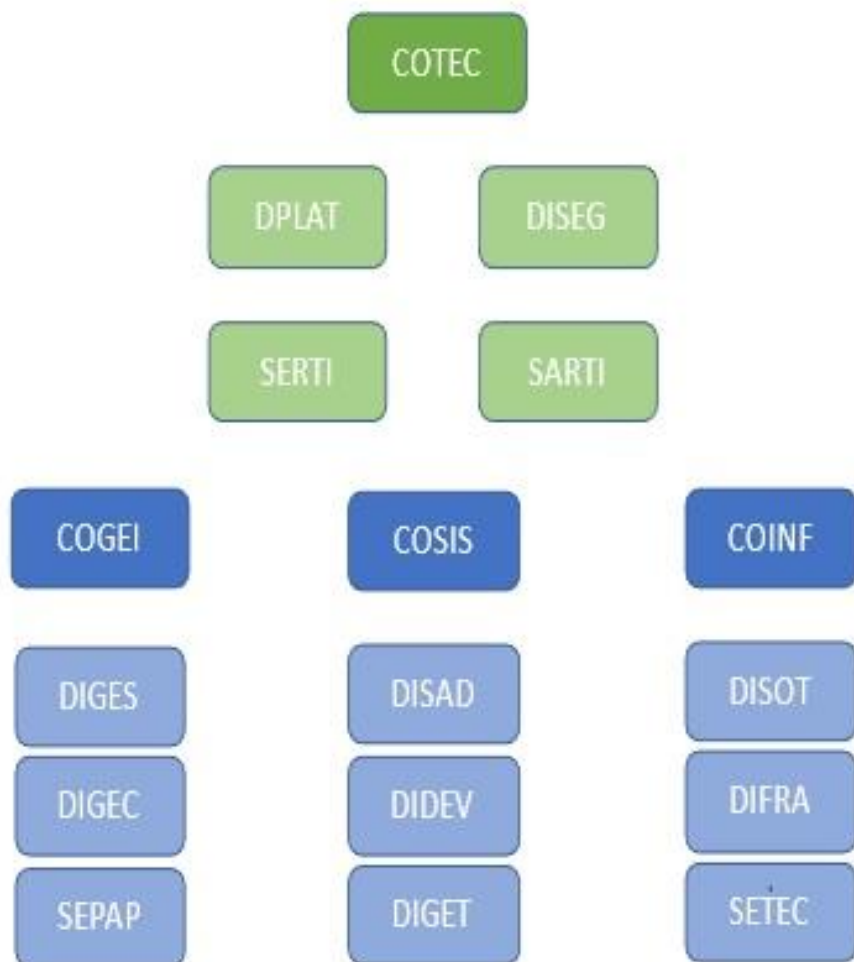 COTEC
DPLAT DISEG
SERTI SARTI
COGEI COSIS COINF
DIGES DISAD DISOT
DIGEC DIDEV DIFRA
SEPAP DIGET SETEC